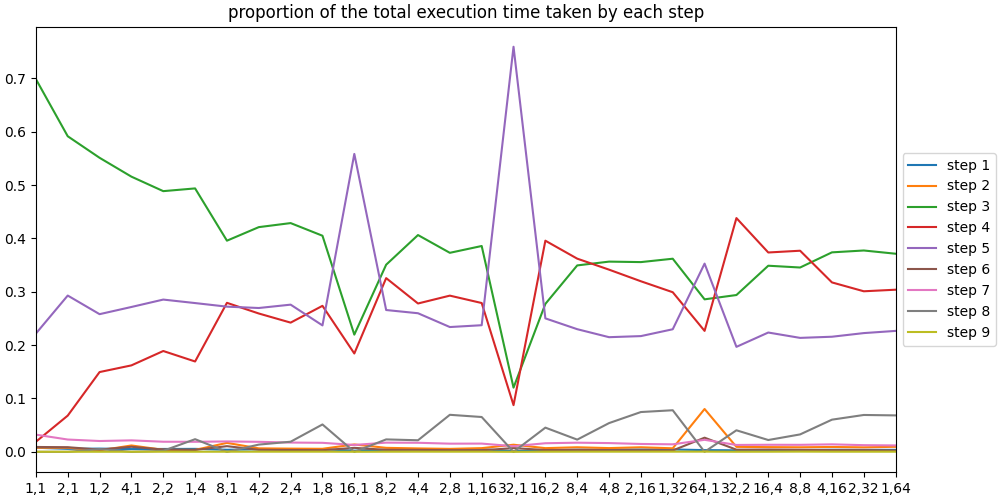 proportion of the total execution time taken by each step
0.7
0.6
0.5
0.4
0.3
0.2
0.1
0.0
1,1 2,1 1,2 4,1 2,2 1,4 8,1 4,2 2,4 1,8 16,1 8,2 4,4 2,8 1,16 32,1 16,2 8,4 4,8 2,16 1,32 64,1 32,2 16,4 8,8 4,16 2,32 1,64
step 1
step 2
step 3
step 4
step 5
step 6
step 7
step 8
step 9